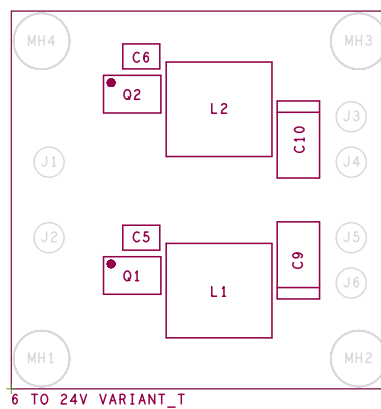 MH4
MH3
C6
Q2
L2
J3
C10
J1
J4
J2
C5
J5
Q1
L1
C9
J6
MH1
MH2
6 TO 24V VARIANT_T